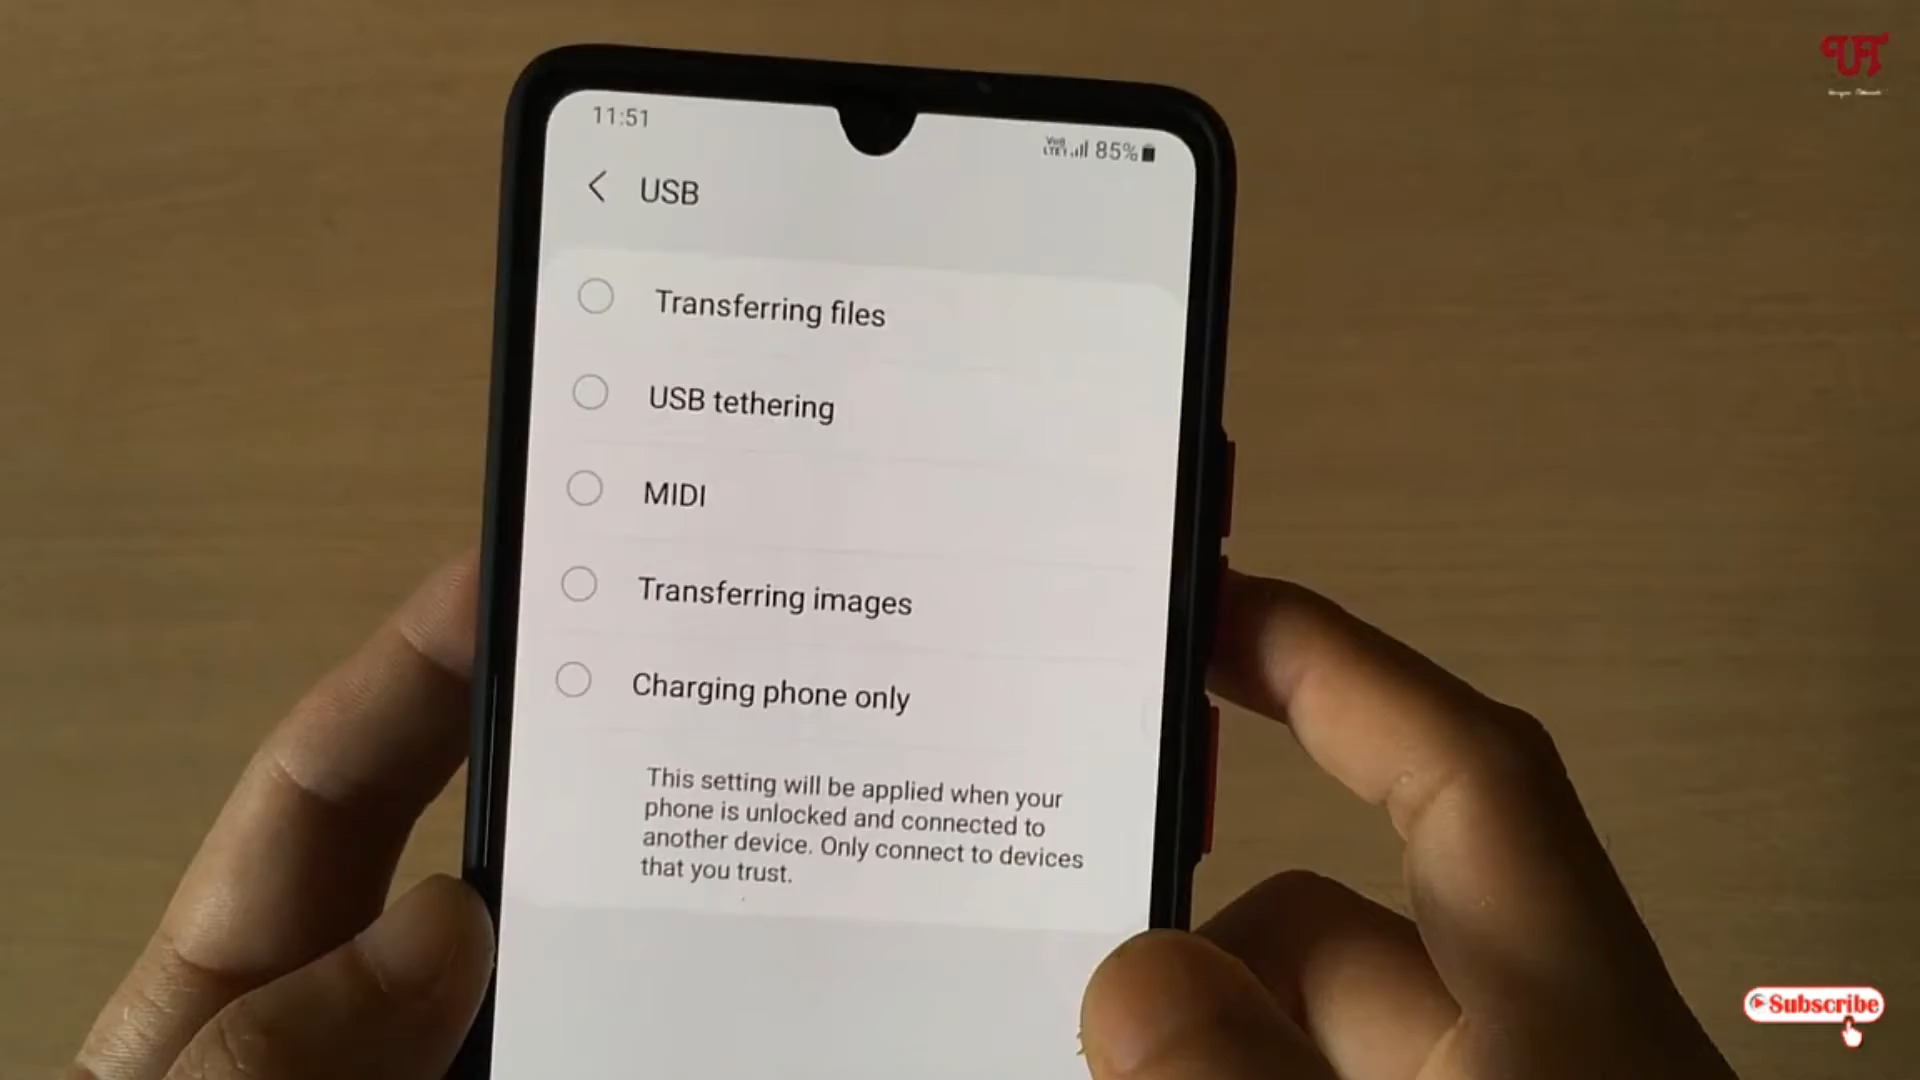 UT
11:51
85%
USB
Transferring files
USB tethering
MIDI
Transferring images
Charging phone only
This setting will be applied when your
phone is unlocked and connected to
another device. Only connect to devices
that you trust.
Subscribe